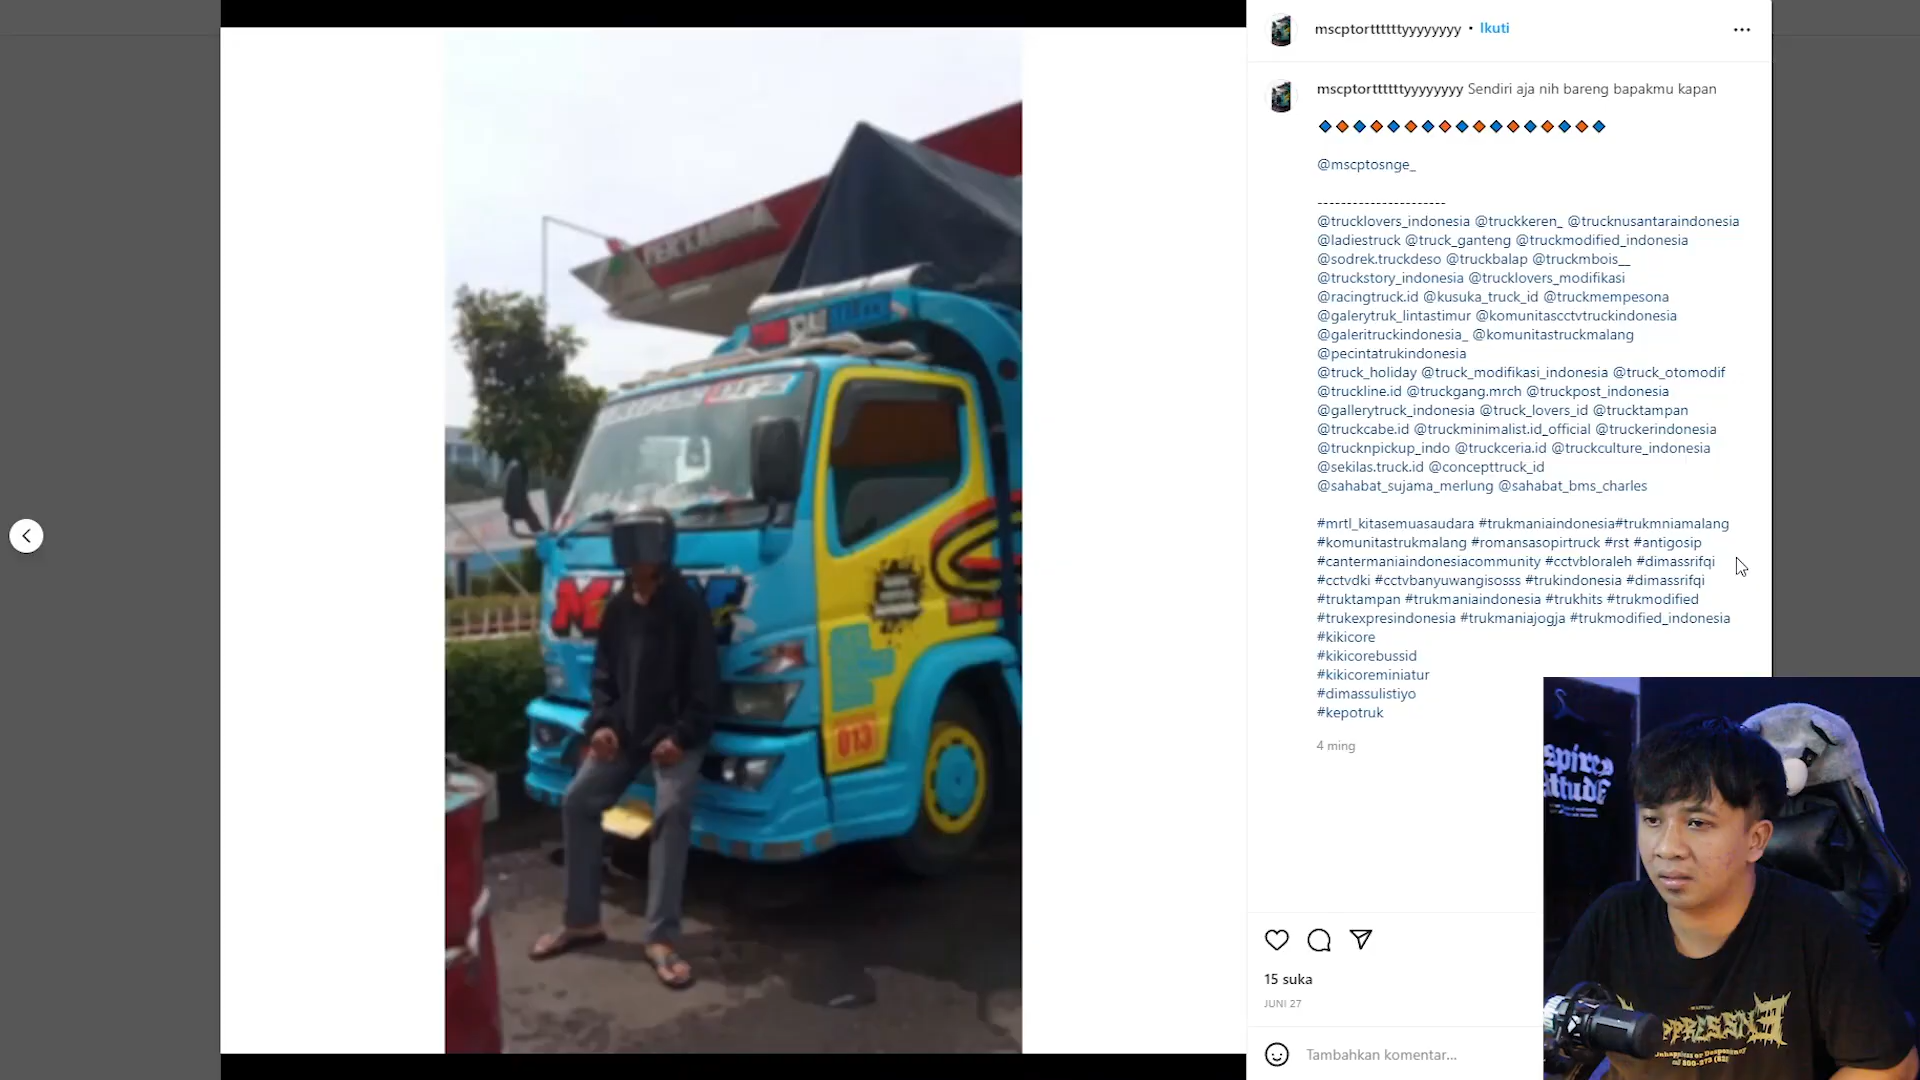 mscptorttttttyyyyyyyy • Ikuti
mscptorttttttyyyyyyyy Sendiri aja nih bareng bapakmu kapan
@mscptosnge_
-----------------------
@trucklovers_indonesia @truckkeren_ @trucknusantaraindonesia
@ladiestruck @truck_ganteng @truckmodified_indonesia
@sodrek.truckdeso @truckbalap @truckmbois__
@truckstory_indonesia @trucklovers_modifikasi
@racingtruck.id @kusuka_truck_id @truckmempesona
@galerytruk_lintastimur @komunitascctvtruckindonesia
@galeritruckindonesia_ @komunitastruckmalang
@pecintatrukindonesia
@truck_holiday @truck_modifikasi_indonesia @truck_otomodif
@truckline.id @truckgang.mrch @truckpost_indonesia
@gallerytruck_indonesia @truck_lovers_id @trucktampan
@truckcabe.id @truckminimalist.id_official @truckerindonesia
@trucknpickup_indo @truckceria.id @truckculture_indonesia
@sekilas.truck.id @concepttruck_id
@sahabat_sujama_merlung @sahabat_bms_charles
#mrtl_kitasemuasaudara #trukmaniaindonesia#trukmniamalang
#komunitastrukmalang #romansasopirtruck #rst #antigosip
#cantermaniaindonesiacommunity #cctvbloraleh #dimassrifqi
#cctvdki #cctvbanyuwangisosss #trukindonesia #dimassrifqi
#truktampan #trukmaniaindonesia #trukhits #trukmodified
#trukexpresindonesia #trukmaniajogja #trukmodified_indonesia
#kikicore
#kikicorebussid
#kikicoreminiatur
#dimassulistiyo
#kepotruk
4 ming
15 suka
JUNI 27
Tambahkan komentar...
PERTAMINA
013